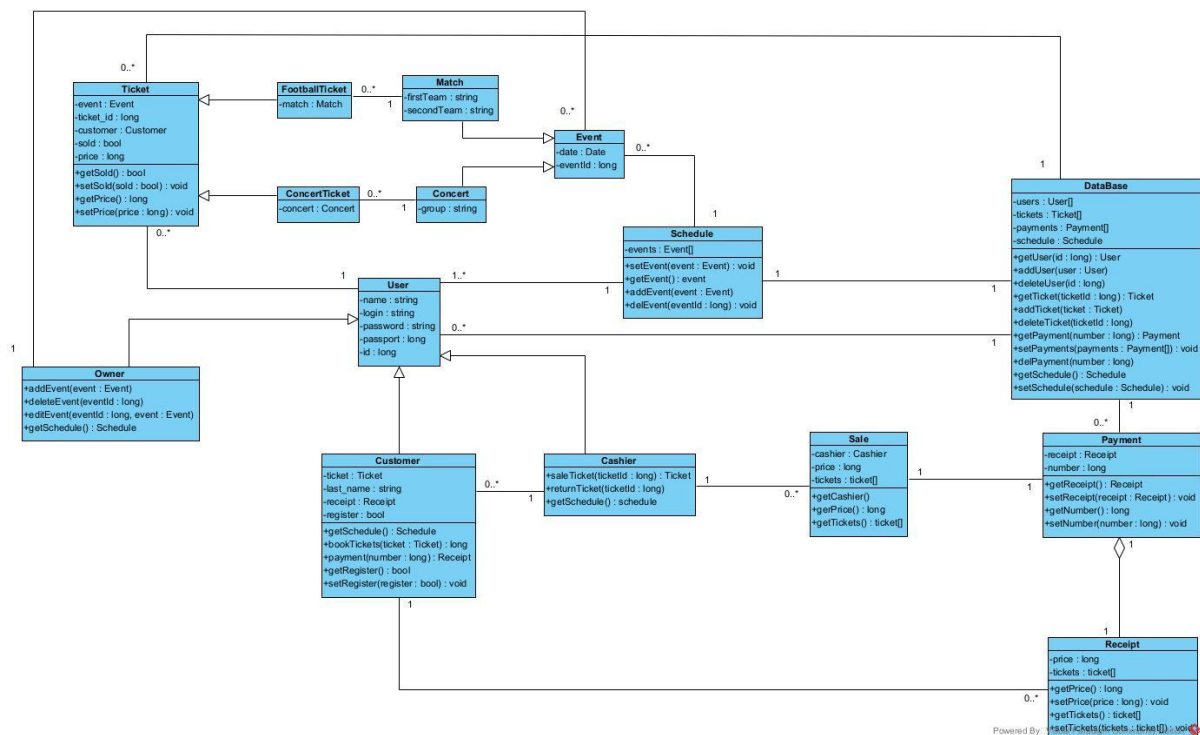 Ticket
-event : Event
-ticket_id : long
-customer : Customer
-sold : bool
-price : long
+getSold() : bool
+setSold(sold : bool) : void
+getPrice() : long
+setPrice(price : long) : void
0..*
0..*
FootballTicket
-match : Match
0..*
1
Match
-firstTeam : string
-secondTeam : string
ConcertTicket
-concert : Concert
0..*
1
Concert
-group : string
0..*
Event
-date : Date
-eventId : long
0..*
1
Schedule
-events : Event[]
+setEvent(event : Event) : void
+getEvent() : event
+addEvent(event : Event)
+delEvent(eventId : long) : void
1
1
1
1
DataBase
-users : User[]
-tickets : Ticket[]
-payments : Payment[]
-schedule : Schedule
+getUser(id : long) : User
+addUser(user : User)
+deleteUser(id : long)
+getTicket(ticketId : long) : Ticket
+addTicket(ticket : Ticket)
+deleteTicket(ticketId : long)
+getPayment(number : long) : Payment
+setPayments(payments : Payment[]) : void
+delPayment(number : long)
+getSchedule() : Schedule
+setSchedule(schedule : Schedule) : void
1
1
0..*
1
User
-name : string
-login : string
-password : string
-passport : long
-id : long
1..*
0..*
1
Owner
+addEvent(event : Event)
+deleteEvent(eventId : long)
+editEvent(eventId : long, event : Event)
+getSchedule() : Schedule
Customer
-ticket : Ticket
-last_name : string
-receipt : Receipt
-register : bool
+getSchedule() : Schedule
+bookTickets(ticket : Ticket) : long
+payment(number : long) : Receipt
+getRegister() : bool
+setRegister(register : bool) : void
0..*
1
1
Cashier
+saleTicket(ticketId : long) : Ticket
+returnTicket(ticketId : long)
+getSchedule() : schedule
1
0..*
Sale
-cashier : Cashier
-price : long
-tickets : ticket[]
+getCashier()
+gerPrice() : long
+getTickets() : ticket[]
1
1
Payment
-receipt : Receipt
-number : long
+getReceipt() : Receipt
+setReceipt(receipt : Receipt) : void
+getNumber() : long
+setNumber(number : long) : void
1
1
0..*
Receipt
-price : long
-tickets : ticket[]
+getPrice() : long
+setPrice(price : long) : void
+getTickets() : ticket[]
+setTickets(tickets : ticket[]) : void
Powered By